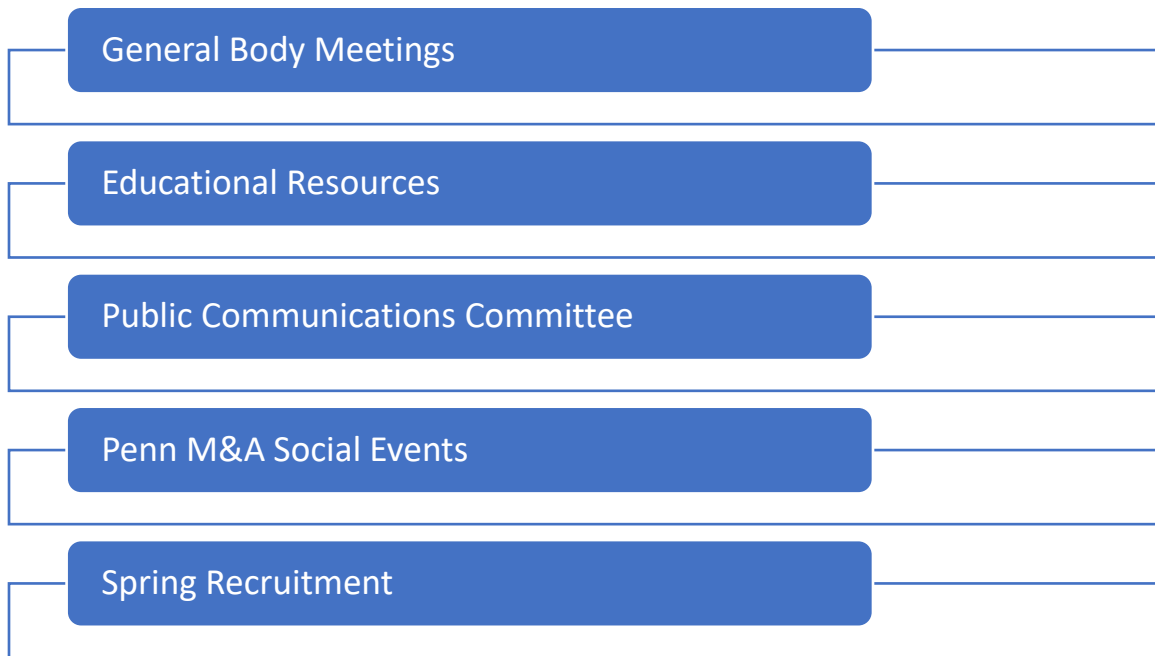 General Body Meetings
Educational Resources
Public Communications Committee
Penn M&A Social Events
Spring Recruitment